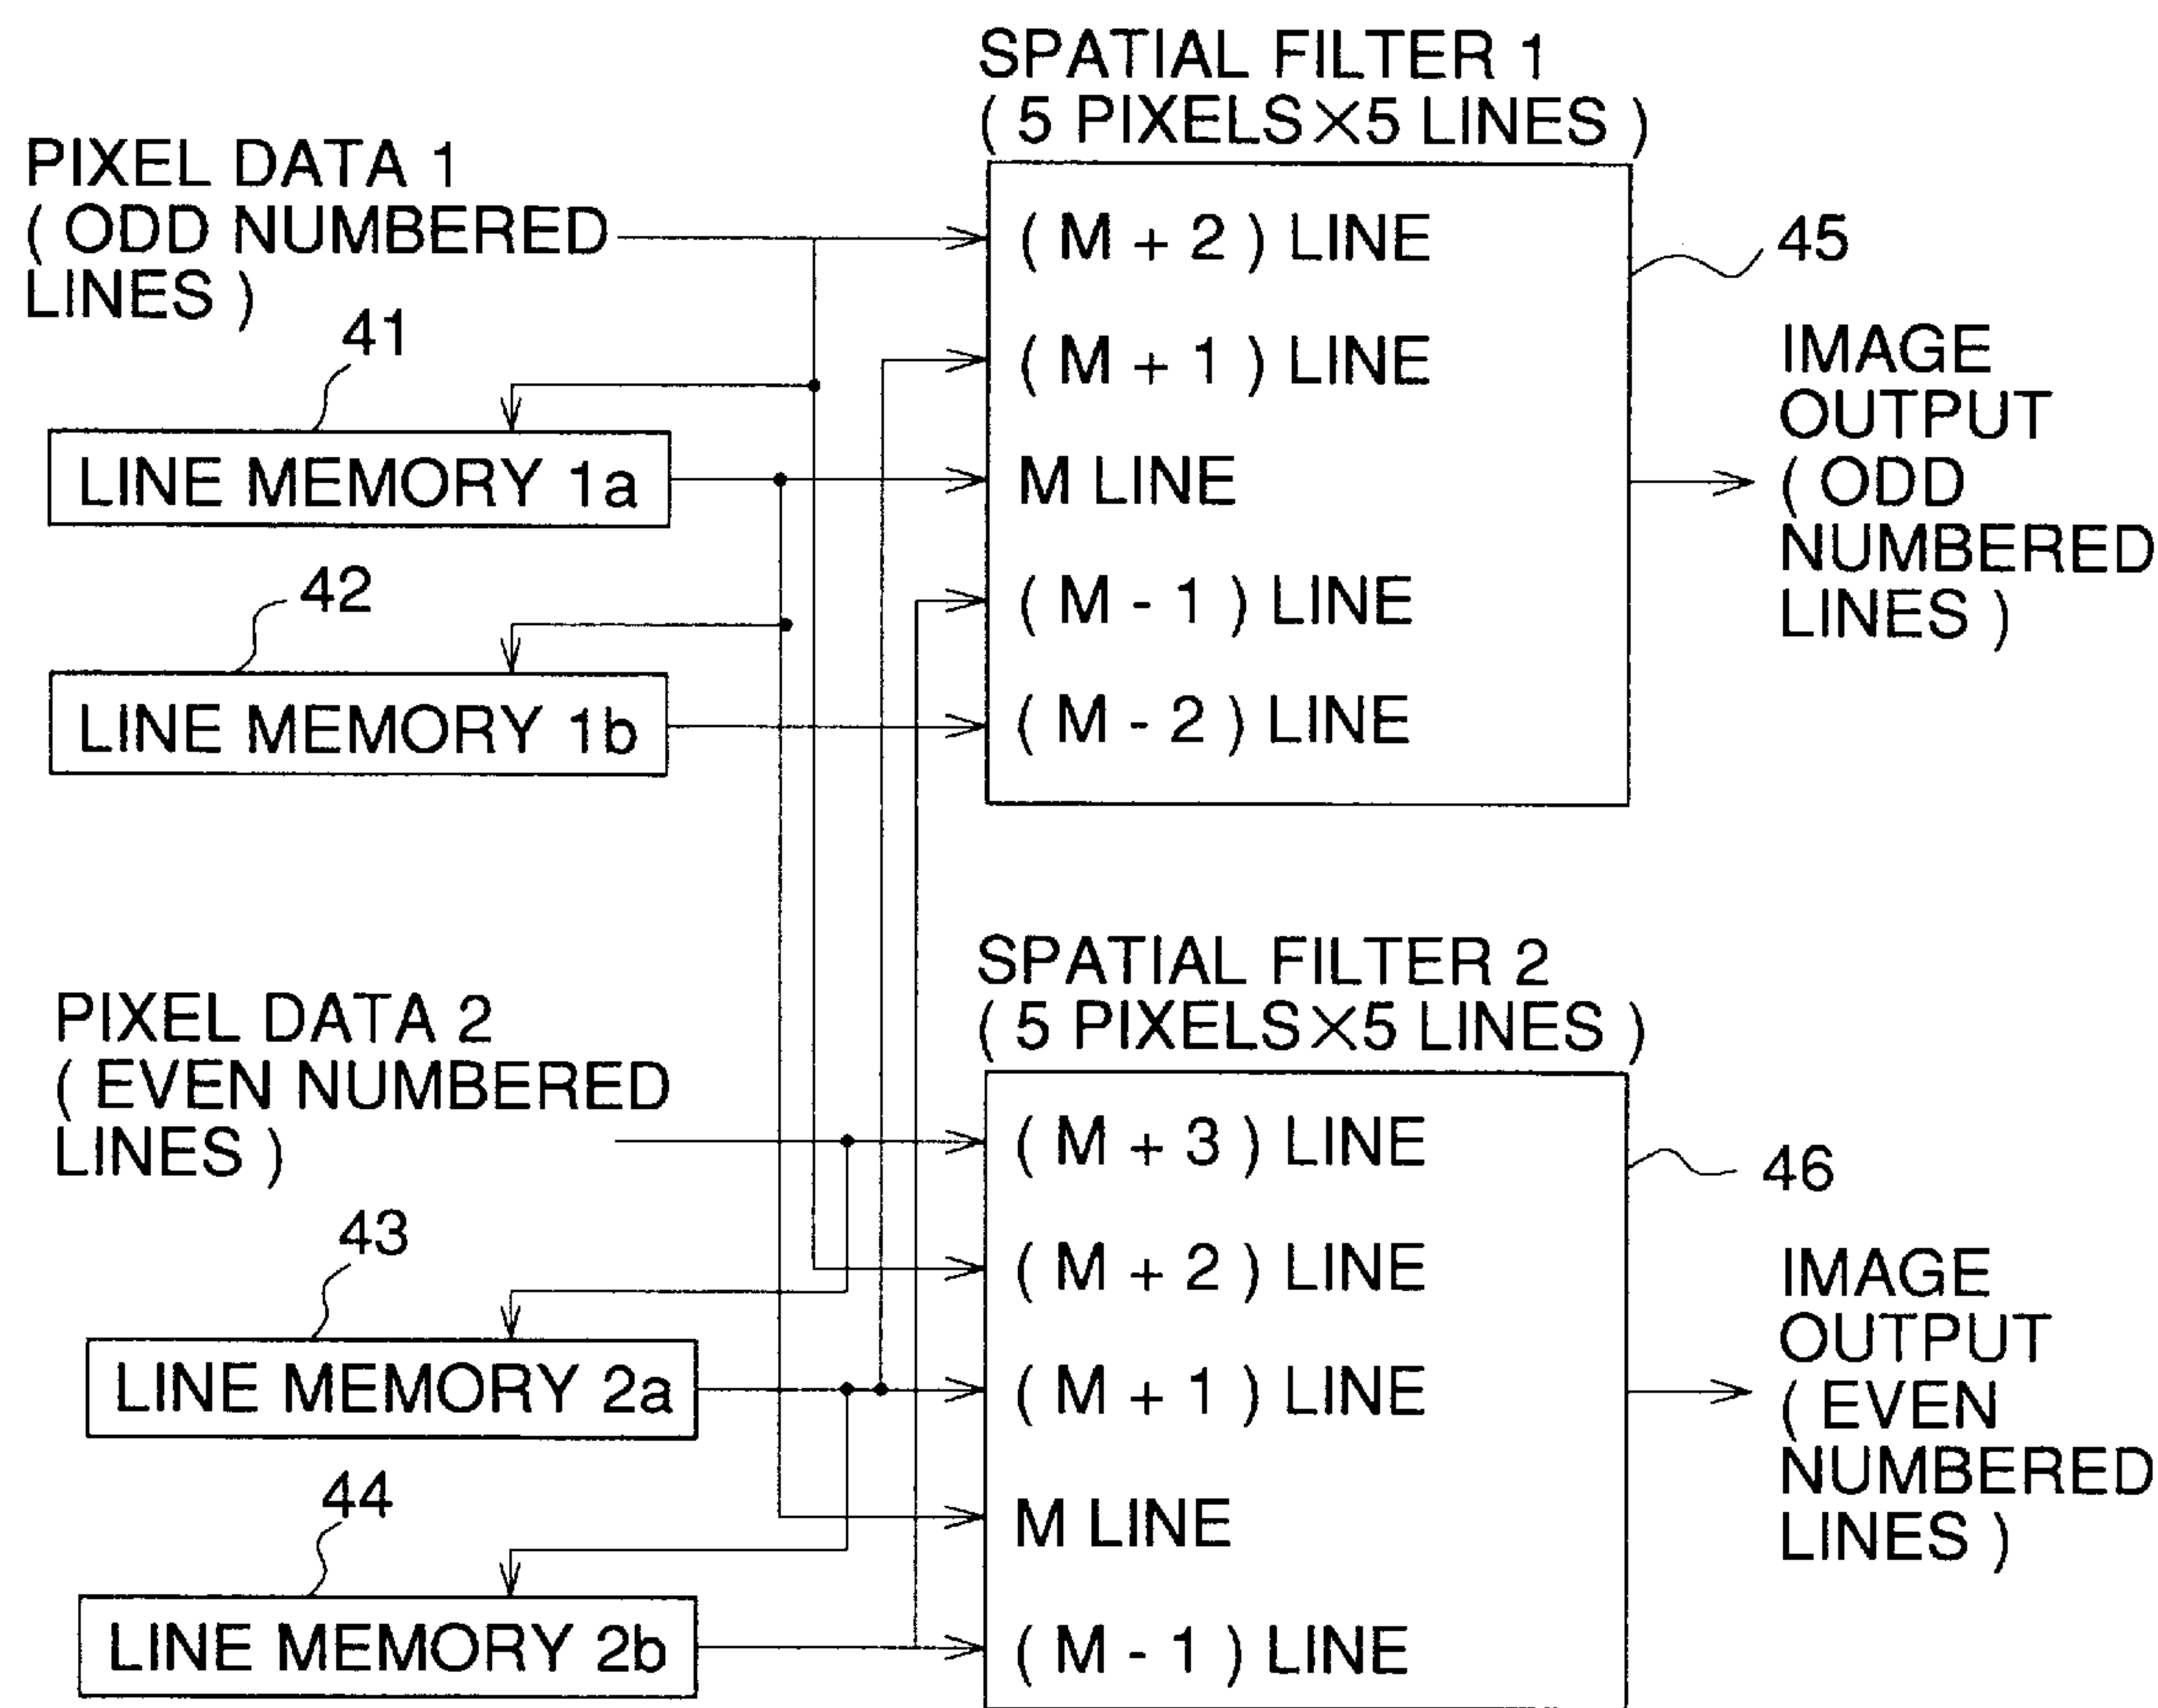 SPATIAL FILTER 1
( 5 PIXELS×5 LINES )
PIXEL DATA 1
( ODD NUMBERED
LINES )
41
LINE MEMORY 1a
42
LINE MEMORY 1b
( M + 2 ) LINE
( M + 1 ) LINE
M LINE
( M - 1 ) LINE
( M - 2 ) LINE
45
IMAGE
OUTPUT
( ODD
NUMBERED
LINES )
SPATIAL FILTER 2
( 5 PIXELS×5 LINES )
PIXEL DATA 2
( EVEN NUMBERED
LINES )
43
LINE MEMORY 2a
44
LINE MEMORY 2b
( M + 3 ) LINE
( M + 2 ) LINE
( M + 1 ) LINE
M LINE
( M - 1 ) LINE
46
IMAGE
OUTPUT
( EVEN
NUMBERED
LINES )